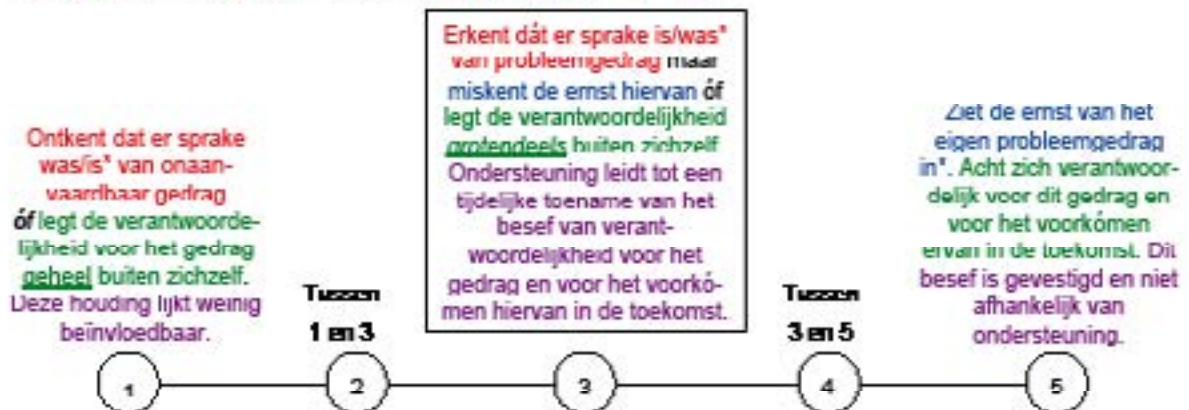 Ontkent dat er sprake
was/is* van onaan-
vaardbaar gedrag
óf legt de verantwoorde-
lijkheid voor het gedrag
geheel buiten zichzelf.
Deze houding lijkt weinig
beïnvloedbaar.
Tussen
1 en 3
Erkent dát er sprake is/was*
van probleemgedrag maar
miskent de ernst hiervan óf
legt de verantwoordelijkheid
grotendeels buiten zichzelf
Ondersteuning leidt tot een
tijdelijke toename van het
besef van verant-
woordelijkheid voor het
gedrag en voor het voorkó-
men hiervan in de toekomst.
Tussen
3 en 5
Ziet de ernst van het
eigen probleemgedrag
in*. Acht zich verantwoor-
delijk voor dit gedrag en
voor het voorkómen
ervan in de toekomst. Dit
besef is gevestigd en niet
afhankelijk van
ondersteuning.
1 2 3 4 5